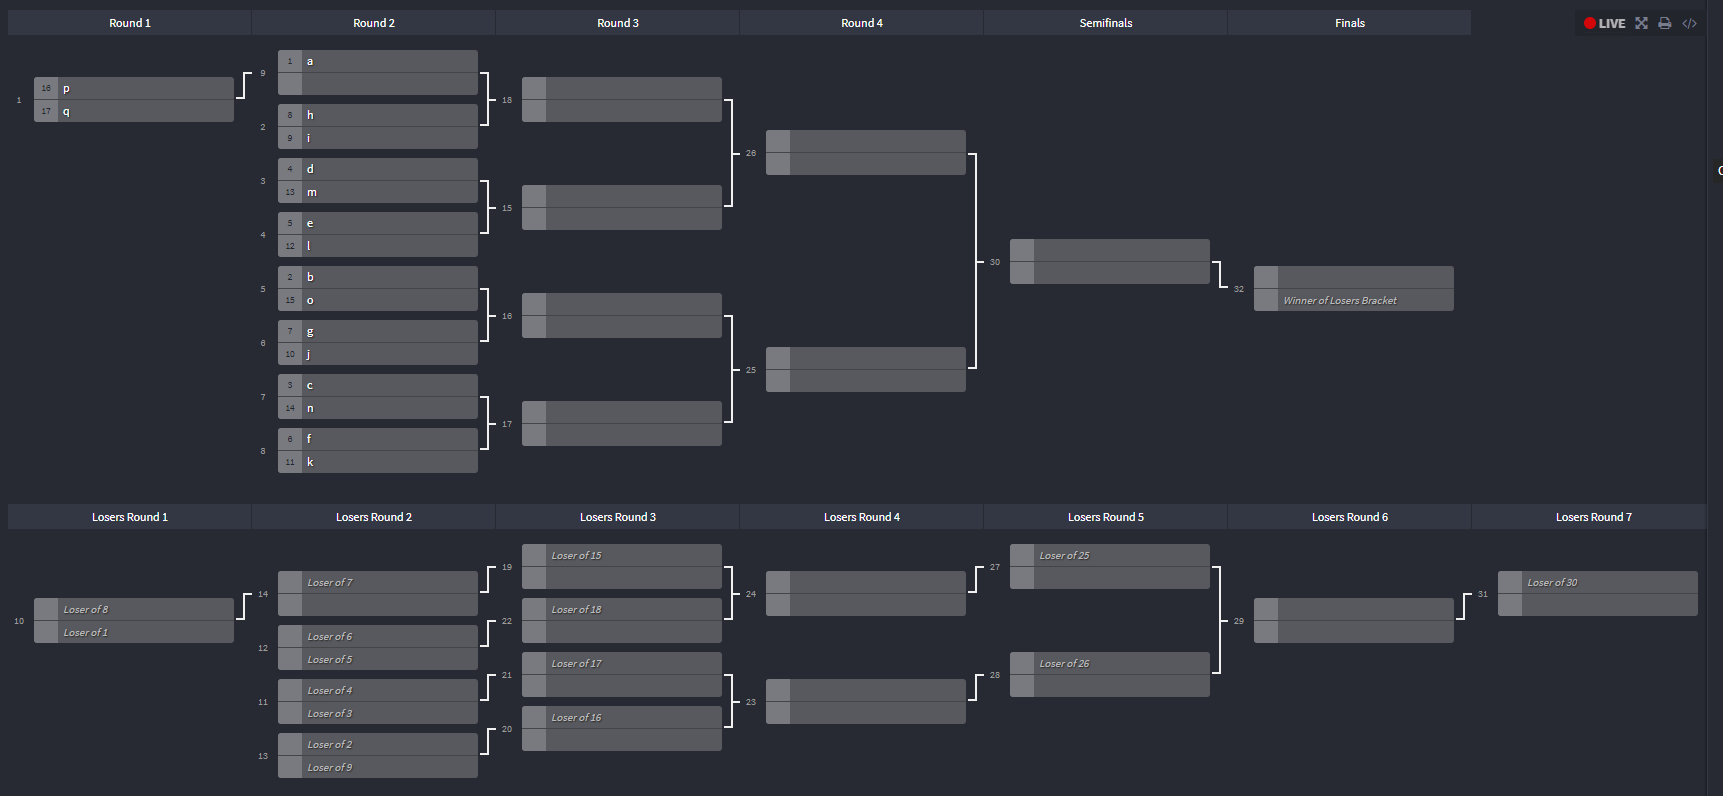 Round 1
Round 2
Round 3
Round 4
Semifinals
Finals
LIVE
1
16 p
17 q
9
1 a
2
8 h
9 i
3
4 d
13 m
4
5 e
12 l
5
2 b
15 o
6
7 g
10 j
7
3 c
14 n
8
6 f
11 k
18
15
16
17
26
25
30
32
Winner of Losers Bracket
Losers Round 1
Losers Round 2
Losers Round 3
Losers Round 4
Losers Round 5
Losers Round 6
Losers Round 7
10
Loser of 8
Loser of 1
14
Loser of 7
12
Loser of 6
Loser of 5
11
Loser of 4
Loser of 3
13
Loser of 2
Loser of 9
19
Loser of 15
22
Loser of 18
21
Loser of 17
20
Loser of 16
24
23
27
Loser of 25
28
Loser of 26
29
31
Loser of 30